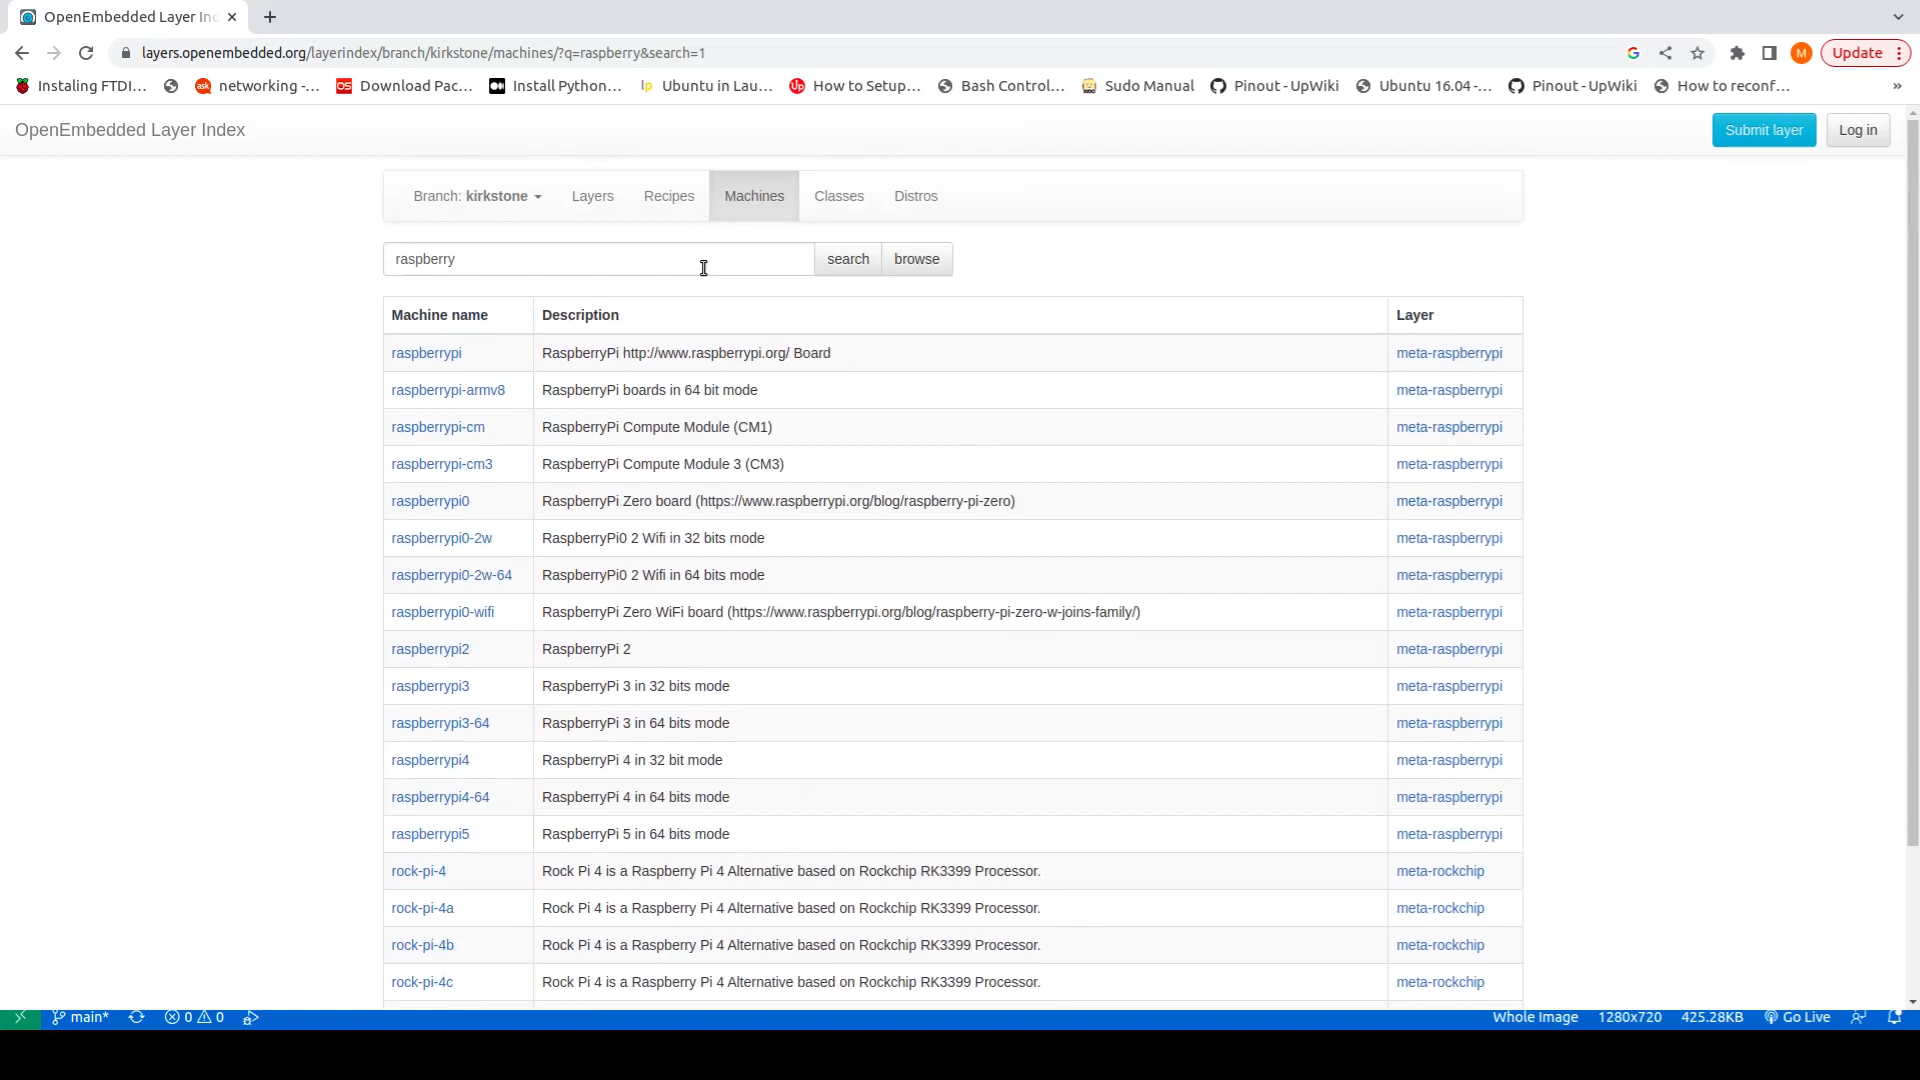 OpenEmbedded Layer Inc
layers.openembedded.org/layerindex/branch/kirkstone/machines/?q=raspberry&search=1
M
Update
Instaling FTDI...
ask networking -...
OS Download Pac...
Install Python...
lp Ubuntu in Lau...
Up How to Setup...
Bash Control...
Sudo Manual
Pinout - UpWiki
Ubuntu 16.04 -...
Pinout - UpWiki
How to reconf...
»
OpenEmbedded Layer Index
Submit layer
Log in
Branch: kirkstone
Layers
Recipes
Machines
Classes
Distros
raspberry
search
browse
Machine name Description Layer
raspberrypi RaspberryPi http://www.raspberrypi.org/ Board meta-raspberrypi
raspberrypi-armv8 RaspberryPi boards in 64 bit mode meta-raspberrypi
raspberrypi-cm RaspberryPi Compute Module (CM1) meta-raspberrypi
raspberrypi-cm3 RaspberryPi Compute Module 3 (CM3) meta-raspberrypi
raspberrypi0 RaspberryPi Zero board (https://www.raspberrypi.org/blog/raspberry-pi-zero) meta-raspberrypi
raspberrypi0-2w RaspberryPi0 2 Wifi in 32 bits mode meta-raspberrypi
raspberrypi0-2w-64 RaspberryPi0 2 Wifi in 64 bits mode meta-raspberrypi
raspberrypi0-wifi RaspberryPi Zero WiFi board (https://www.raspberrypi.org/blog/raspberry-pi-zero-w-joins-family/) meta-raspberrypi
raspberrypi2 RaspberryPi 2 meta-raspberrypi
raspberrypi3 RaspberryPi 3 in 32 bits mode meta-raspberrypi
raspberrypi3-64 RaspberryPi 3 in 64 bits mode meta-raspberrypi
raspberrypi4 RaspberryPi 4 in 32 bit mode meta-raspberrypi
raspberrypi4-64 RaspberryPi 4 in 64 bits mode meta-raspberrypi
raspberrypi5 RaspberryPi 5 in 64 bits mode meta-raspberrypi
rock-pi-4 Rock Pi 4 is a Raspberry Pi 4 Alternative based on Rockchip RK3399 Processor. meta-rockchip
rock-pi-4a Rock Pi 4 is a Raspberry Pi 4 Alternative based on Rockchip RK3399 Processor. meta-rockchip
rock-pi-4b Rock Pi 4 is a Raspberry Pi 4 Alternative based on Rockchip RK3399 Processor. meta-rockchip
rock-pi-4c Rock Pi 4 is a Raspberry Pi 4 Alternative based on Rockchip RK3399 Processor. meta-rockchip
main* 0 0 Whole Image 1280x720 425.28KB Go Live